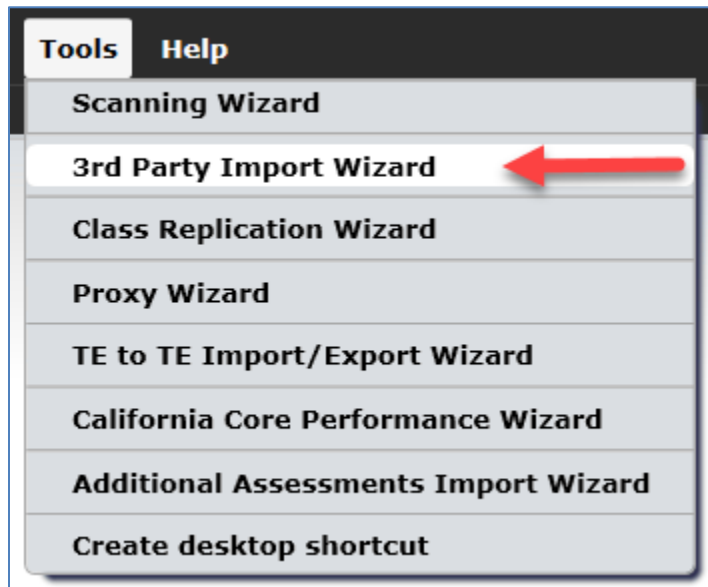 Tools Help
Scanning Wizard
3rd Party Import Wizard
Class Replication Wizard
Proxy Wizard
TE to TE Import/Export Wizard
California Core Performance Wizard
Additional Assessments Import Wizard
Create desktop shortcut